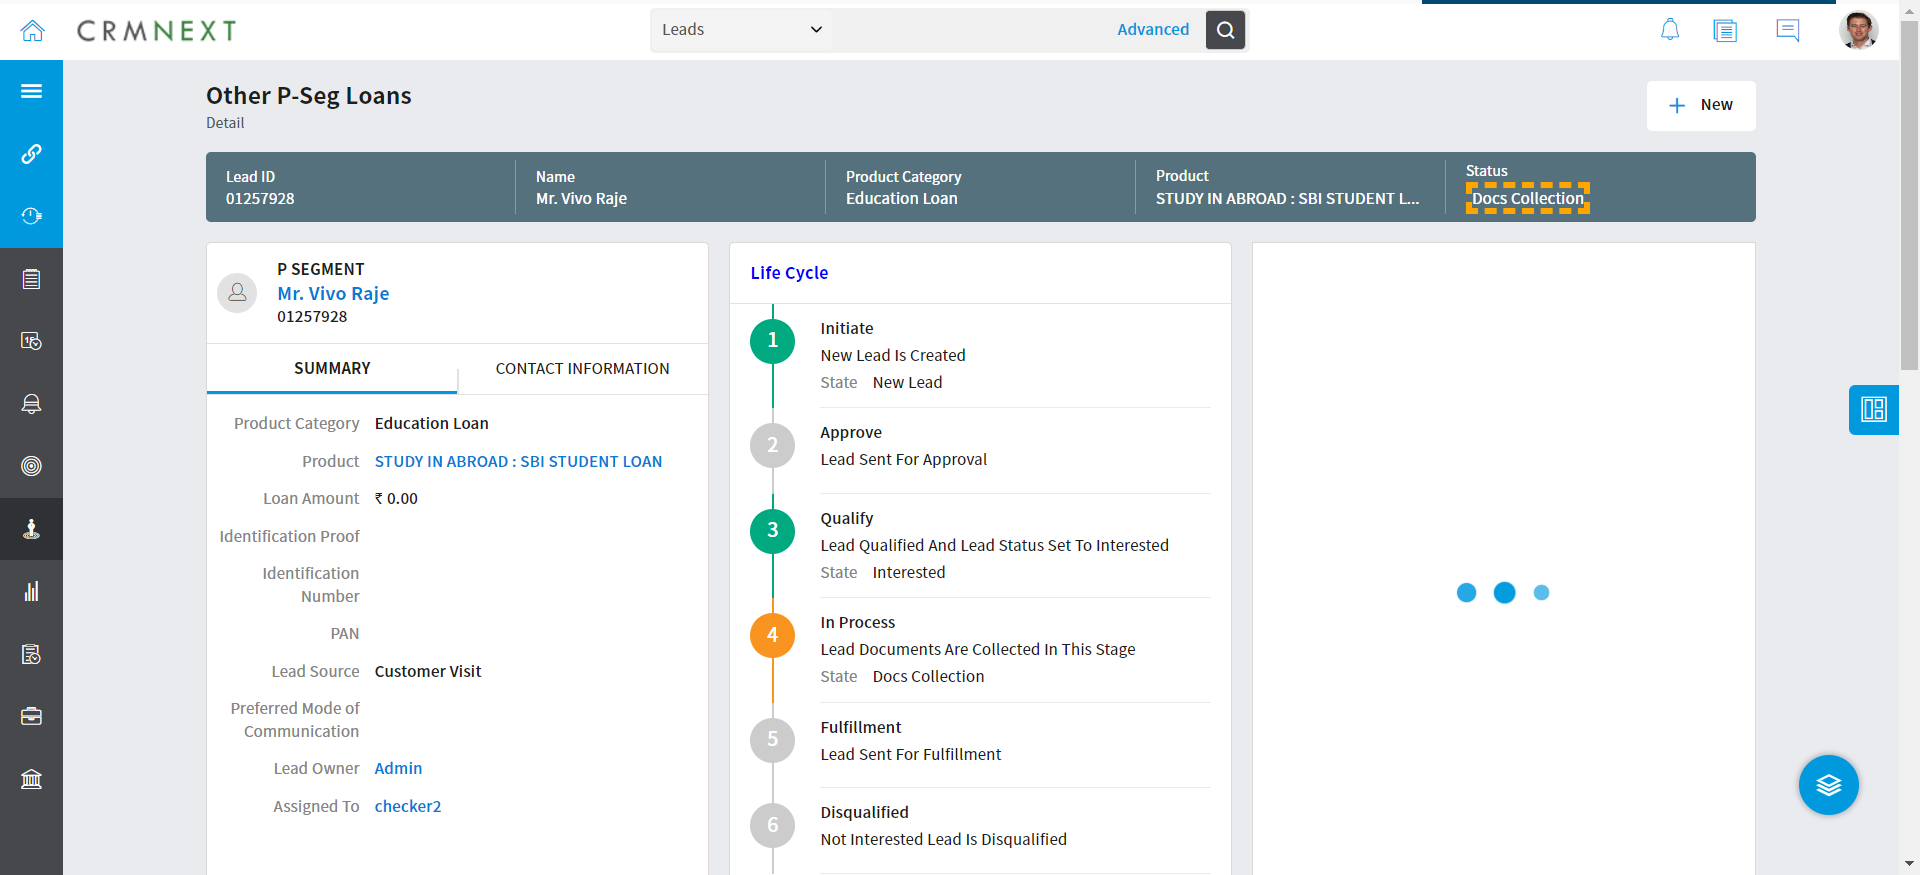 CRMNEXT
Leads
Advanced
Other P-Seg Loans
Detail
New
Lead ID
01257928
Name
Mr. Vivo Raje
Product Category
Education Loan
Product
STUDY IN ABROAD : SBI STUDENT L...
Status
Docs Collection
P SEGMENT
Mr. Vivo Raje
01257928
SUMMARY
CONTACT INFORMATION
Product Category Education Loan
Product STUDY IN ABROAD : SBI STUDENT LOAN
Loan Amount ₹ 0.00
Identification Proof
Identification
Number
PAN
Lead Source Customer Visit
Preferred Mode of
Communication
Lead Owner Admin
Assigned To checker2
Life Cycle
1 Initiate
New Lead Is Created
State New Lead
2 Approve
Lead Sent For Approval
3 Qualify
Lead Qualified And Lead Status Set To Interested
State Interested
4 In Process
Lead Documents Are Collected In This Stage
State Docs Collection
5 Fulfillment
Lead Sent For Fulfillment
6 Disqualified
Not Interested Lead Is Disqualified